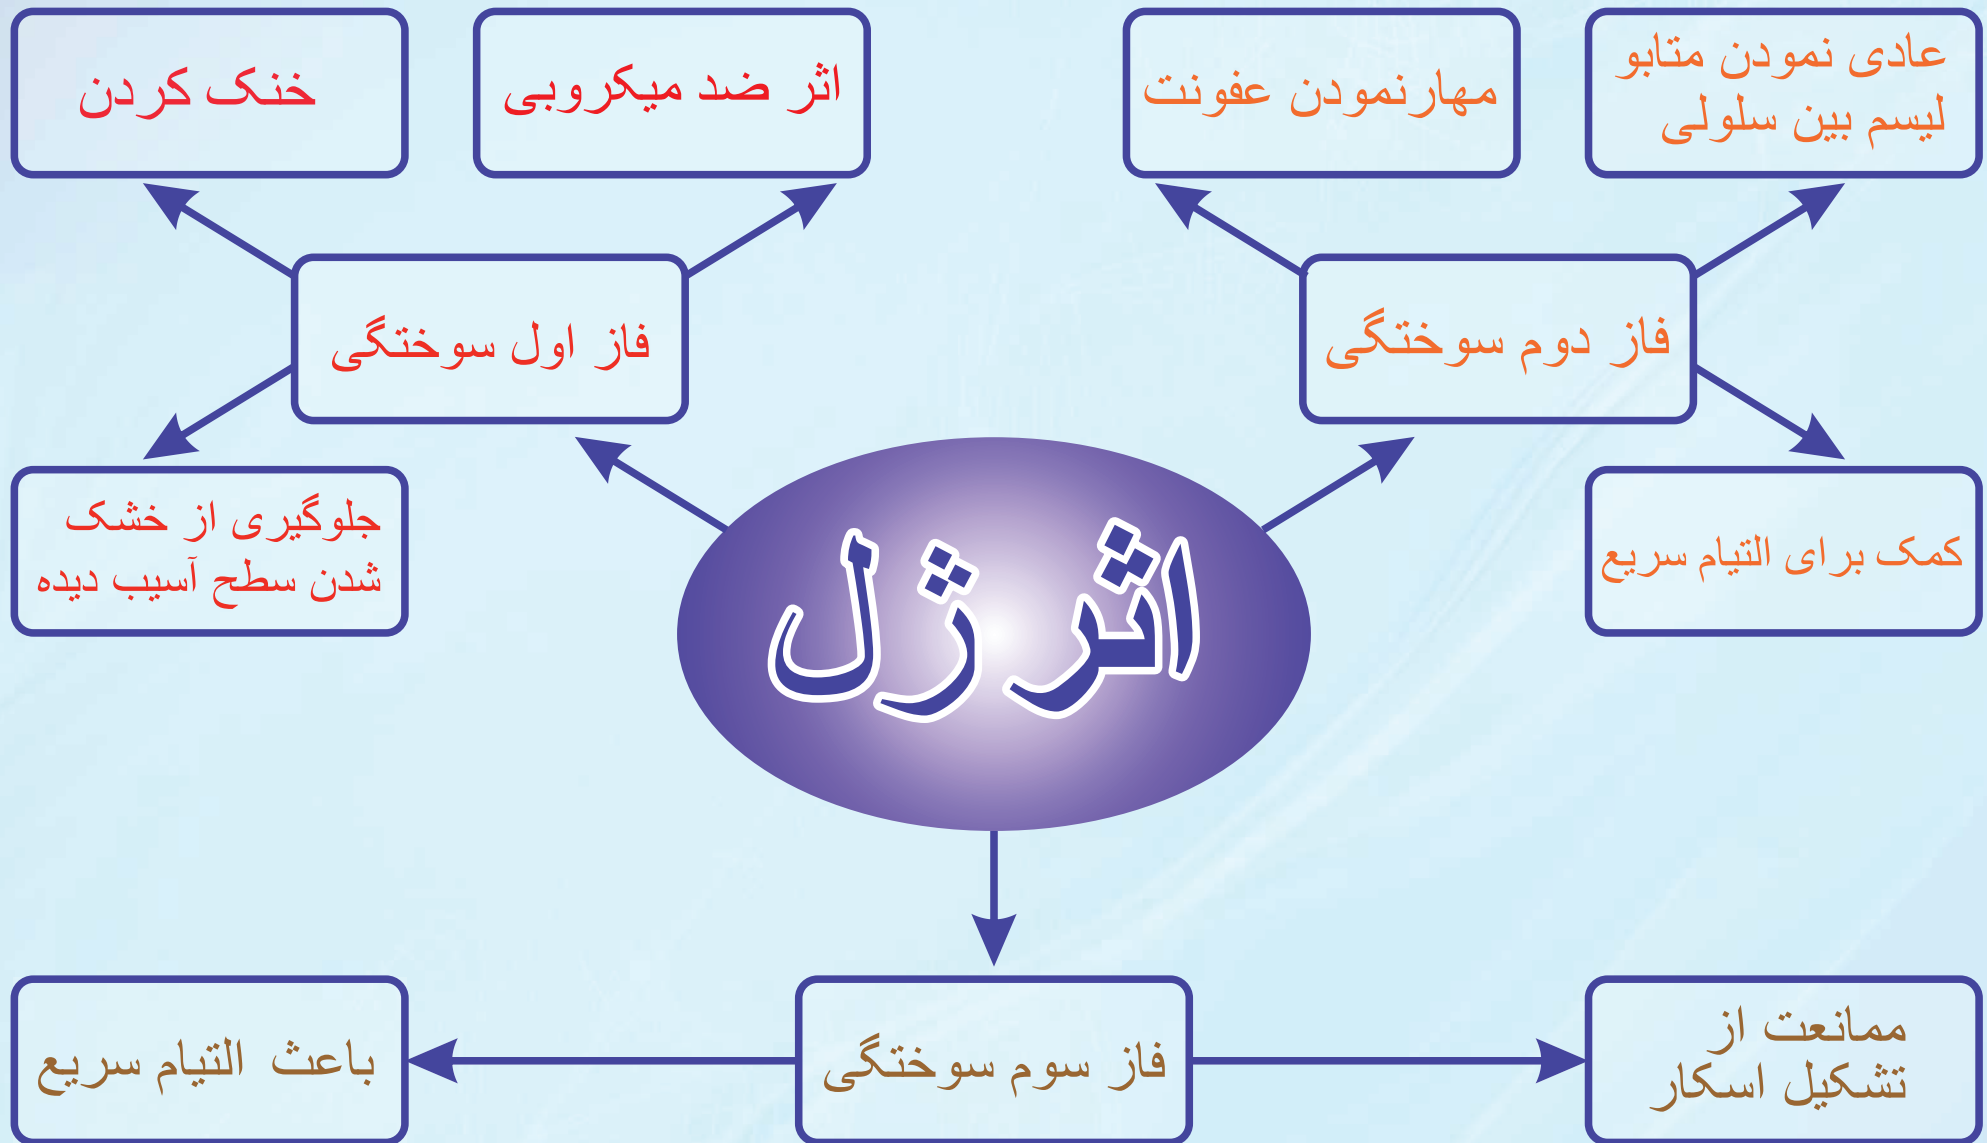 عادی نمودن متابو
لیسم بین سلولی
مهارنمودن عفونت
اثر ضد میکروبی
خنک کردن
فاز دوم سوختگی
فاز اول سوختگی
کمک برای التیام سریع
جلوگیری از خشک
شدن سطح آسیب دیده
اثر ژل
ممانعت از
تشکیل اسکار
فاز سوم سوختگی
باعث التیام سریع